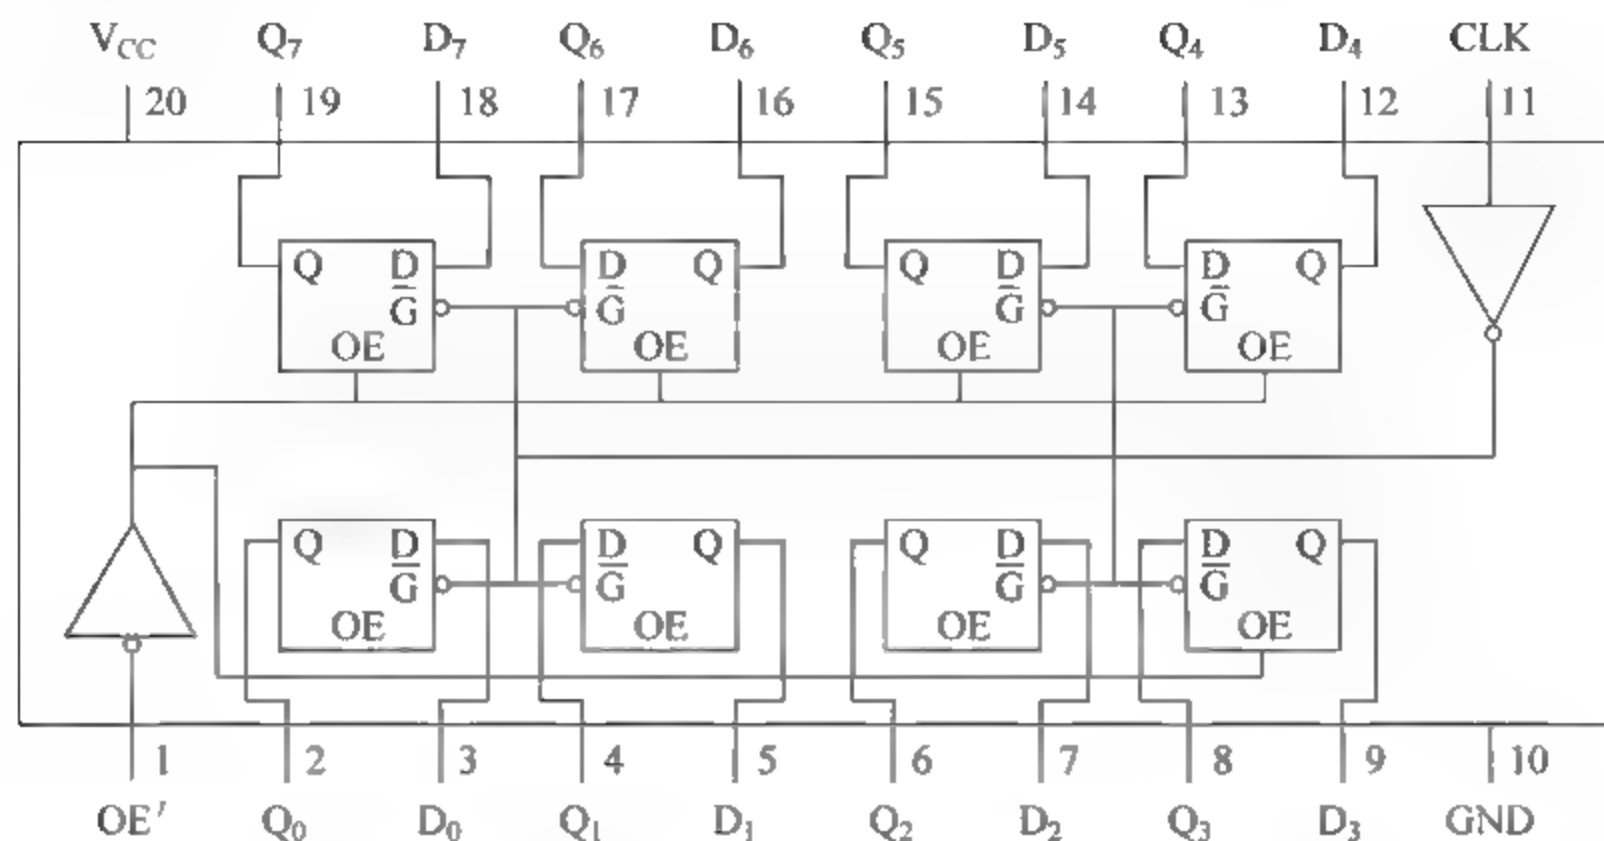 V_CC Q₇ D₇ Q₆ D₆ Q₅ D₅ Q₄ D₄ CLK
20 19 18 17 16 15 14 13 12 11
Q D D Q Q D D Q
G̅ G̅ G̅ G̅
OE OE OE OE
Q D D Q Q D D Q
G̅ G̅ G̅ G̅
OE OE OE OE
1 2 3 4 5 6 7 8 9 10
OE′ Q₀ D₀ Q₁ D₁ Q₂ D₂ Q₃ D₃ GND